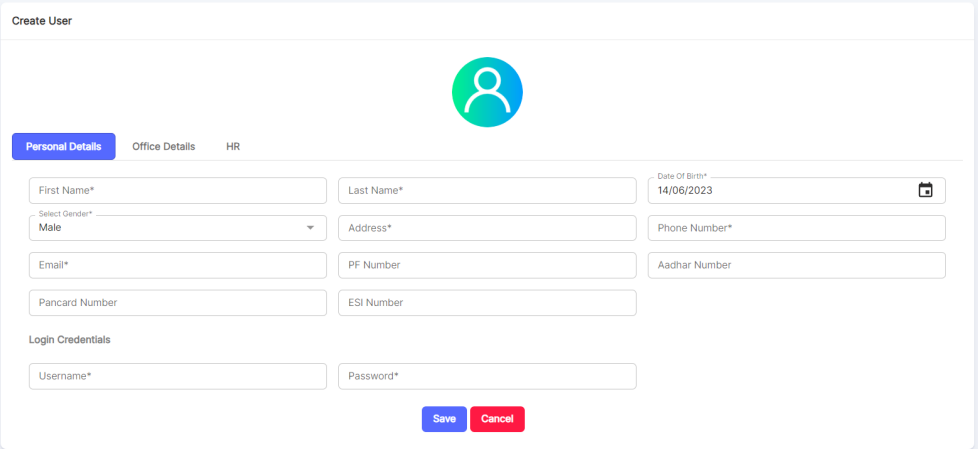 Create User
Personal Details Office Details HR
First Name* Last Name* Date Of Birth* 14/06/2023
Select Gender* Male Address* Phone Number*
Email* PF Number Aadhar Number
Pancard Number ESI Number
Login Credentials
Username* Password*
Save Cancel